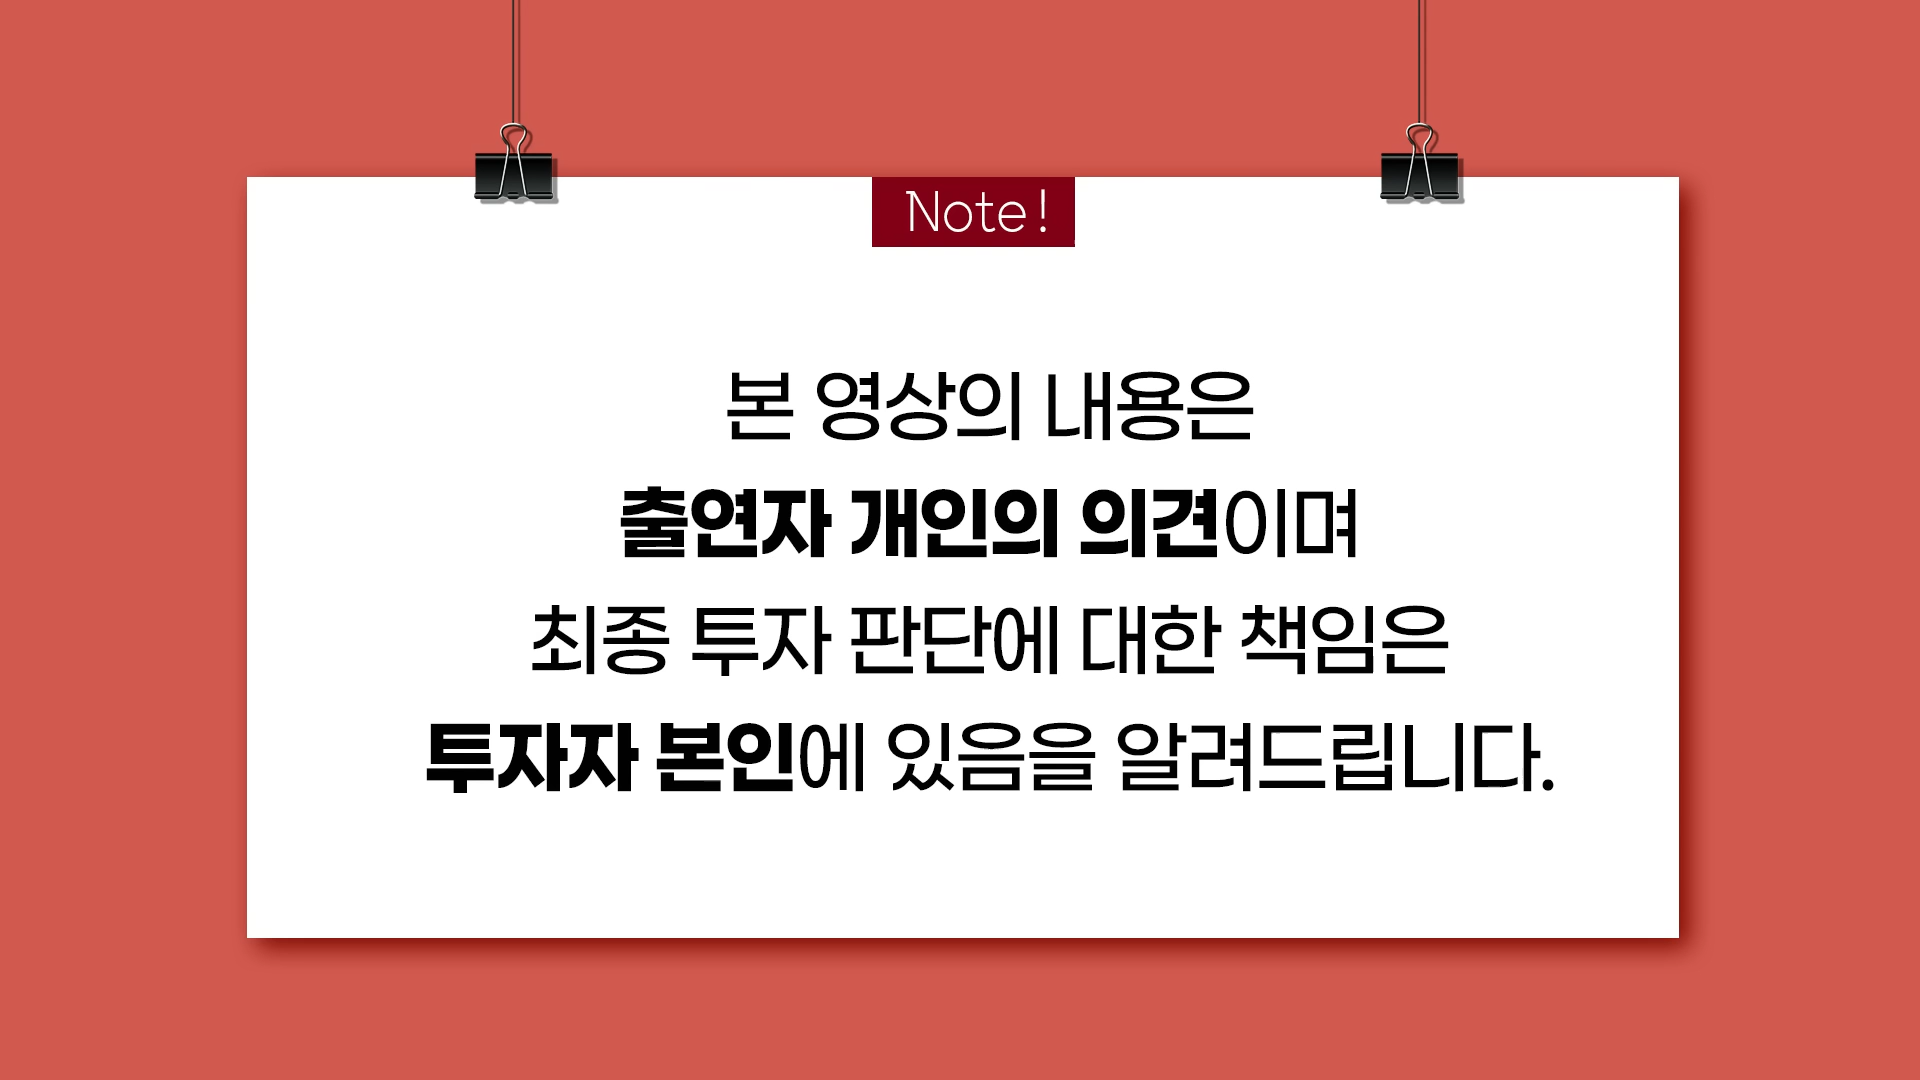 Note!
본 영상의 내용은
출연자 개인의 의견이며
최종 투자 판단에 대한 책임은
투자자 본인에 있음을 알려드립니다.